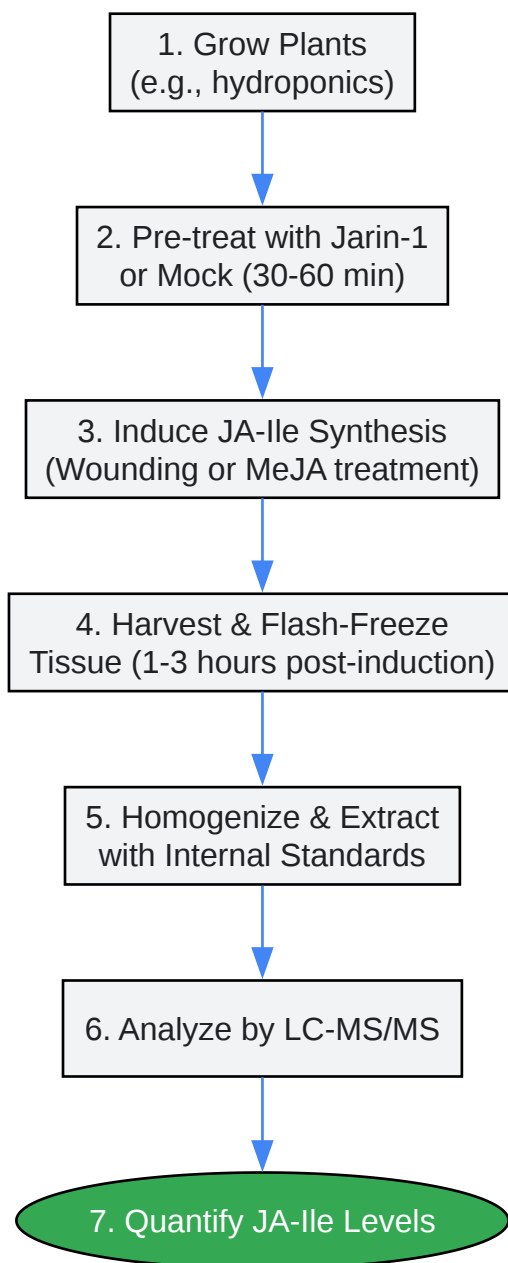 1. Grow Plants
(e.g., hydroponics)
2. Pre-treat with Jarin-1
or Mock (30-60 min)
3. Induce JA-Ile Synthesis
(Wounding or MeJA treatment)
4. Harvest & Flash-Freeze
Tissue (1-3 hours post-induction)
5. Homogenize & Extract
with Internal Standards
6. Analyze by LC-MS/MS
7. Quantify JA-Ile Levels